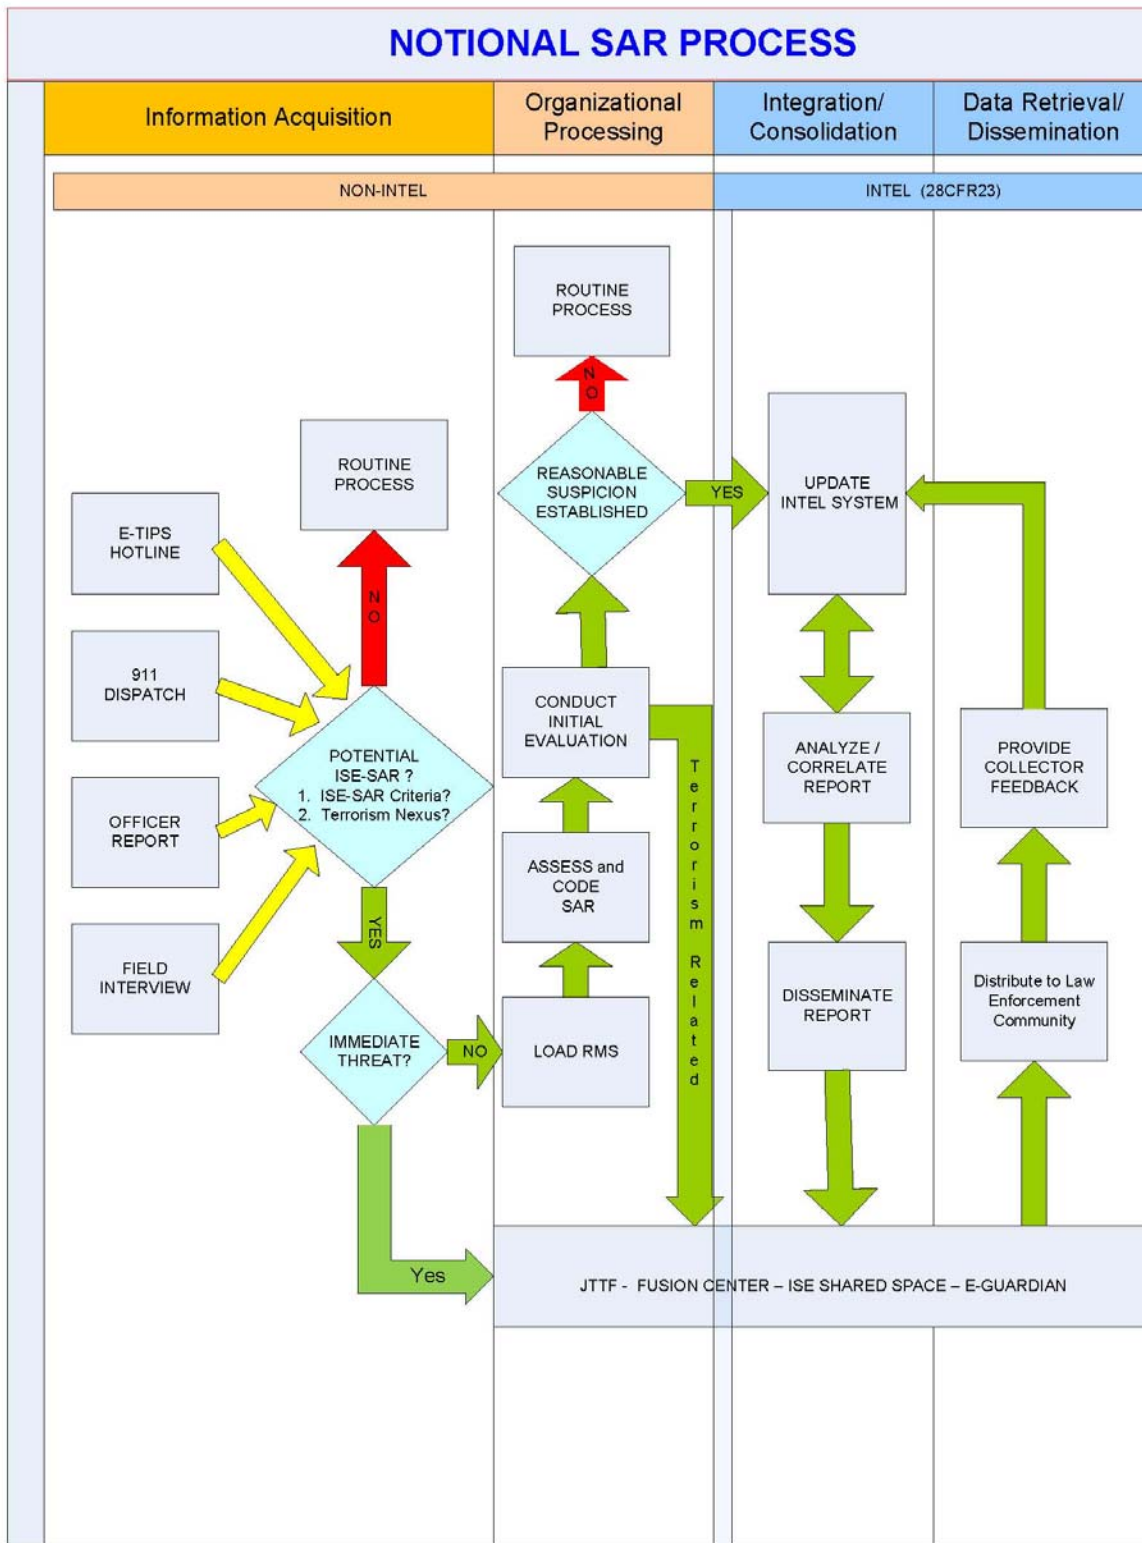 NOTIONAL SAR PROCESS
Information Acquisition
Organizational
Processing
Integration/
Consolidation
Data Retrieval/
Dissemination
NON-INTEL
INTEL (28CFR23)
ROUTINE
PROCESS
N
O
REASONABLE
SUSPICION
ESTABLISHED
YES
UPDATE
INTEL SYSTEM
ROUTINE
PROCESS
N
O
E-TIPS
HOTLINE
911
DISPATCH
OFFICER
REPORT
FIELD
INTERVIEW
POTENTIAL
ISE-SAR ?
1. ISE-SAR Criteria?
2. Terrorism Nexus?
YES
IMMEDIATE
THREAT?
NO
Yes
LOAD RMS
ASSESS and
CODE
SAR
CONDUCT
INITIAL
EVALUATION
Terrorism Related
ANALYZE /
CORRELATE
REPORT
DISSEMINATE
REPORT
PROVIDE
COLLECTOR
FEEDBACK
Distribute to Law
Enforcement
Community
JTTF - FUSION CENTER – ISE SHARED SPACE – E-GUARDIAN